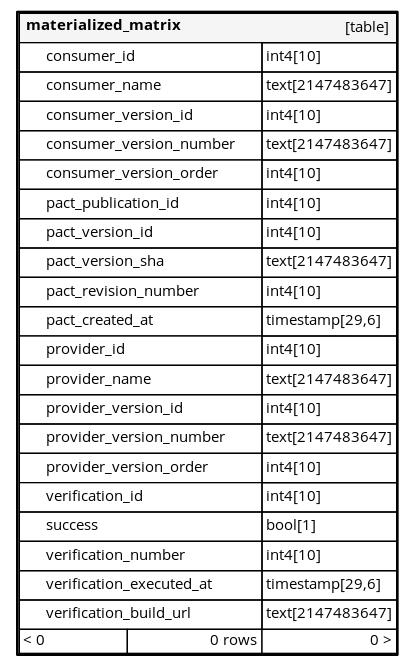 materialized_matrix [table]
consumer_id int4[10]
consumer_name text[2147483647]
consumer_version_id int4[10]
consumer_version_number text[2147483647]
consumer_version_order int4[10]
pact_publication_id int4[10]
pact_version_id int4[10]
pact_version_sha text[2147483647]
pact_revision_number int4[10]
pact_created_at timestamp[29,6]
provider_id int4[10]
provider_name text[2147483647]
provider_version_id int4[10]
provider_version_number text[2147483647]
provider_version_order int4[10]
verification_id int4[10]
success bool[1]
verification_number int4[10]
verification_executed_at timestamp[29,6]
verification_build_url text[2147483647]
< 0 0 rows 0 >